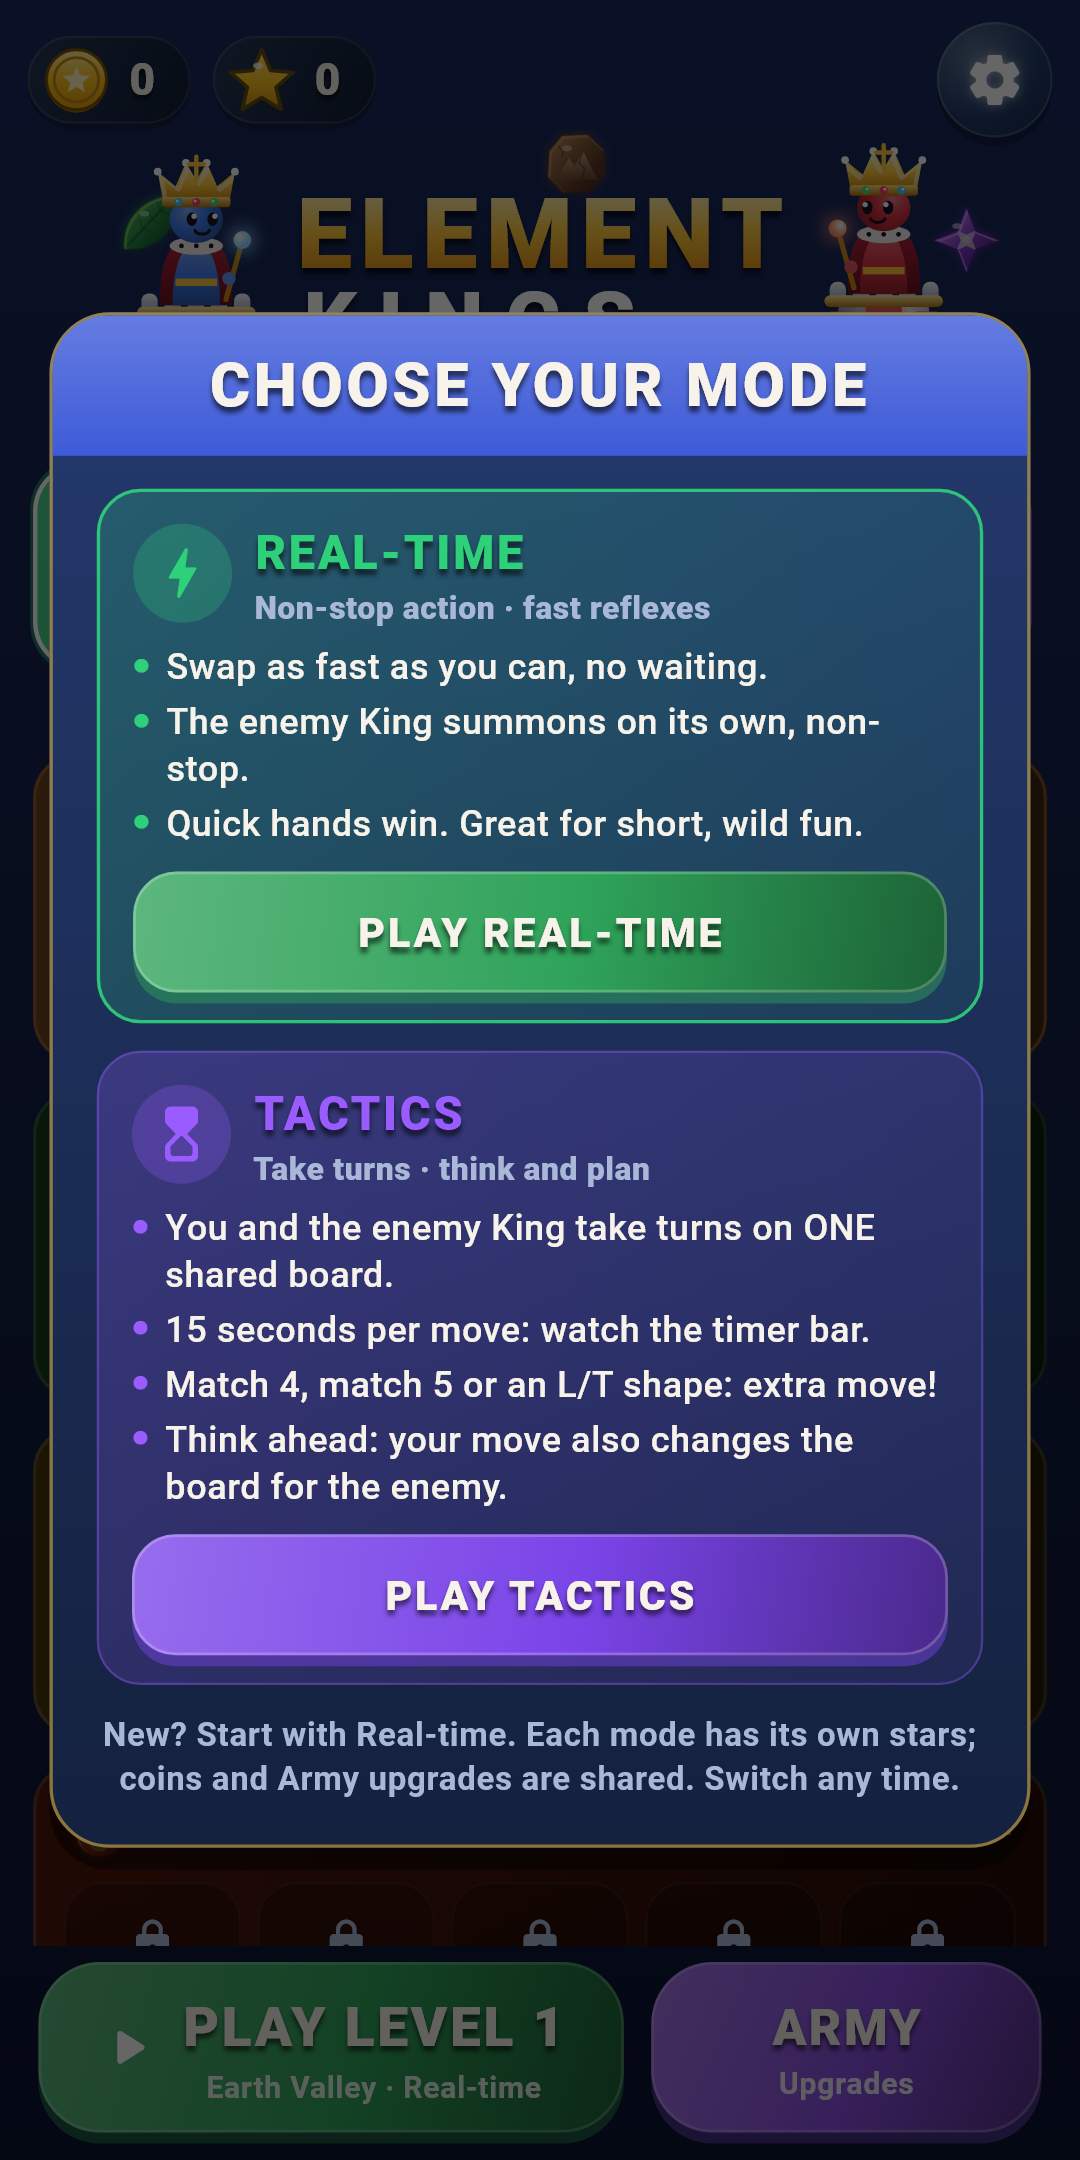 0
0
ELEMENT
KINGS
CHOOSE YOUR MODE
REAL-TIME
Non-stop action · fast reflexes
Swap as fast as you can, no waiting.
The enemy King summons on its own, non-
stop.
Quick hands win. Great for short, wild fun.
PLAY REAL-TIME
TACTICS
Take turns · think and plan
You and the enemy King take turns on ONE
shared board.
15 seconds per move: watch the timer bar.
Match 4, match 5 or an L/T shape: extra move!
Think ahead: your move also changes the
board for the enemy.
PLAY TACTICS
New? Start with Real-time. Each mode has its own stars;
coins and Army upgrades are shared. Switch any time.
PLAY LEVEL 1
Earth Valley · Real-time
ARMY
Upgrades